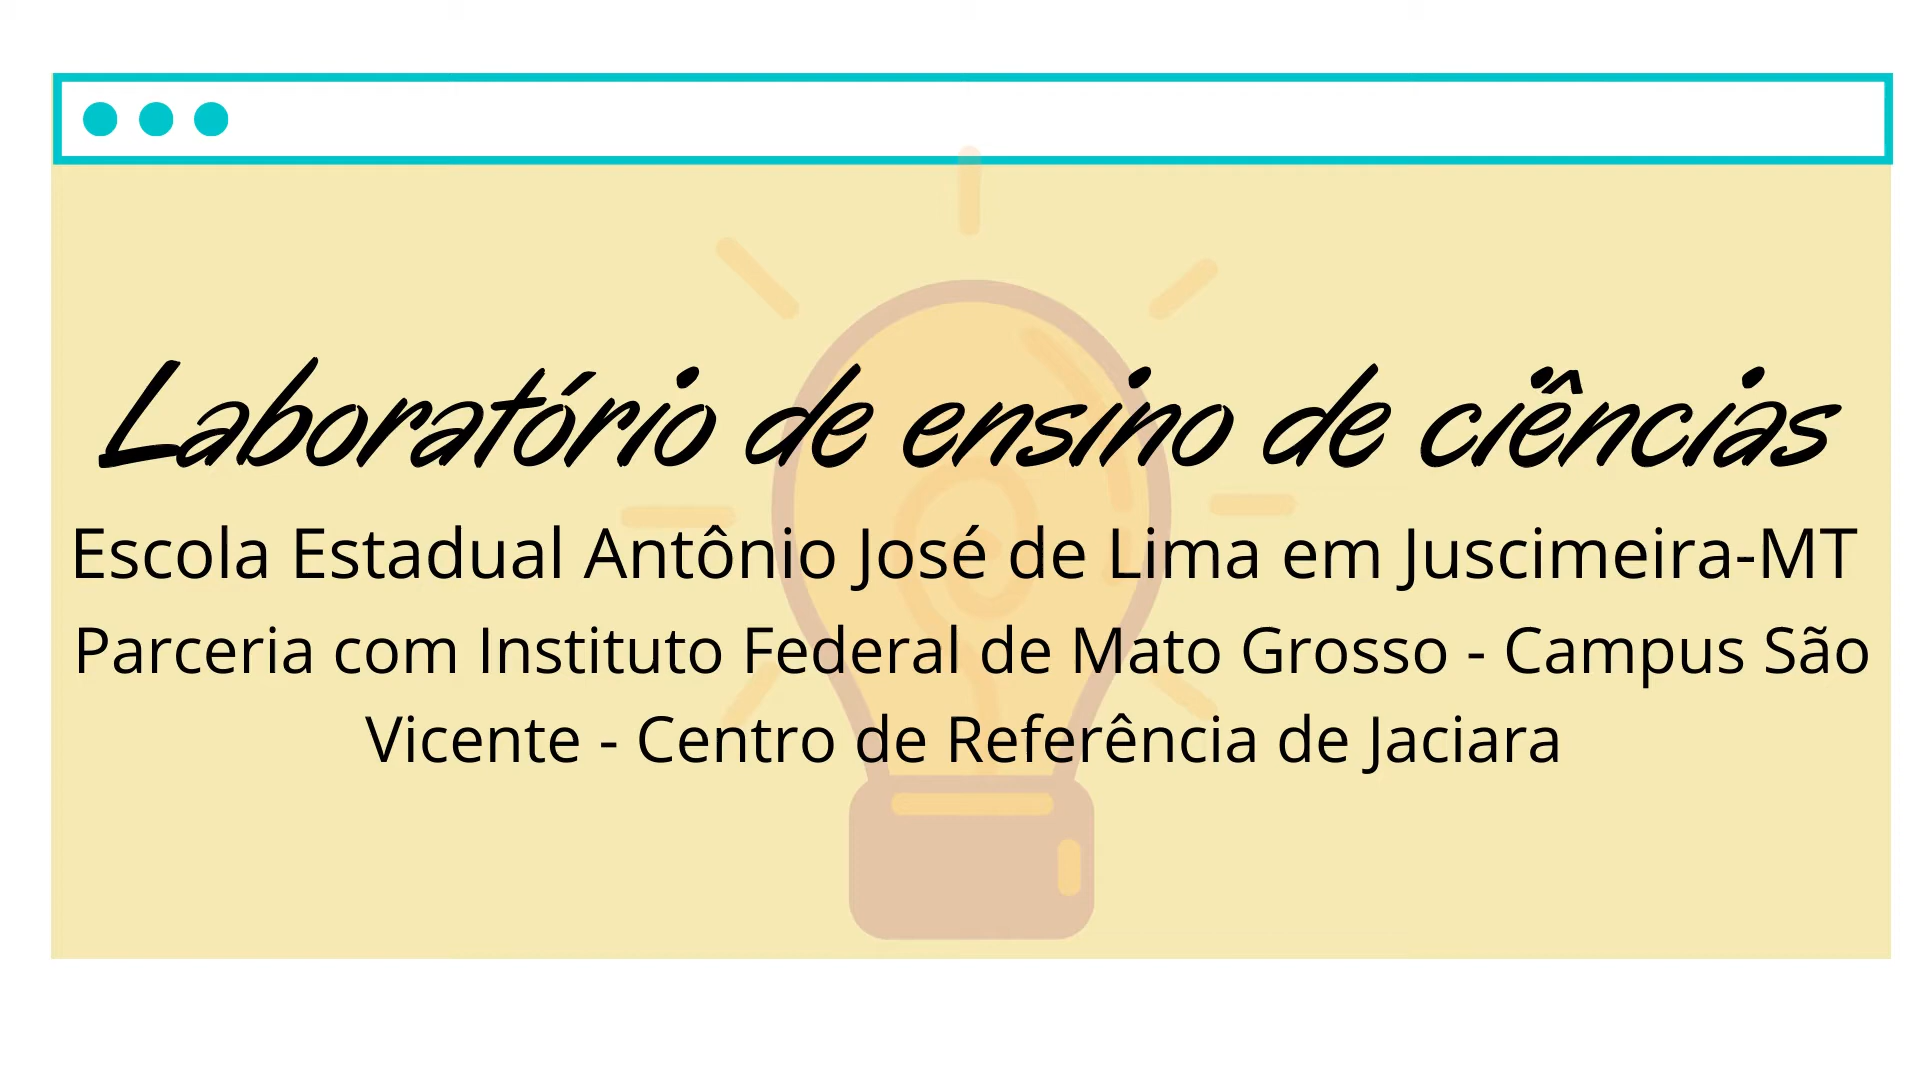 Laboratório de ensino de ciências
Escola Estadual Antônio José de Lima em Juscimeira-MT
Parceria com Instituto Federal de Mato Grosso - Campus São
Vicente - Centro de Referência de Jaciara